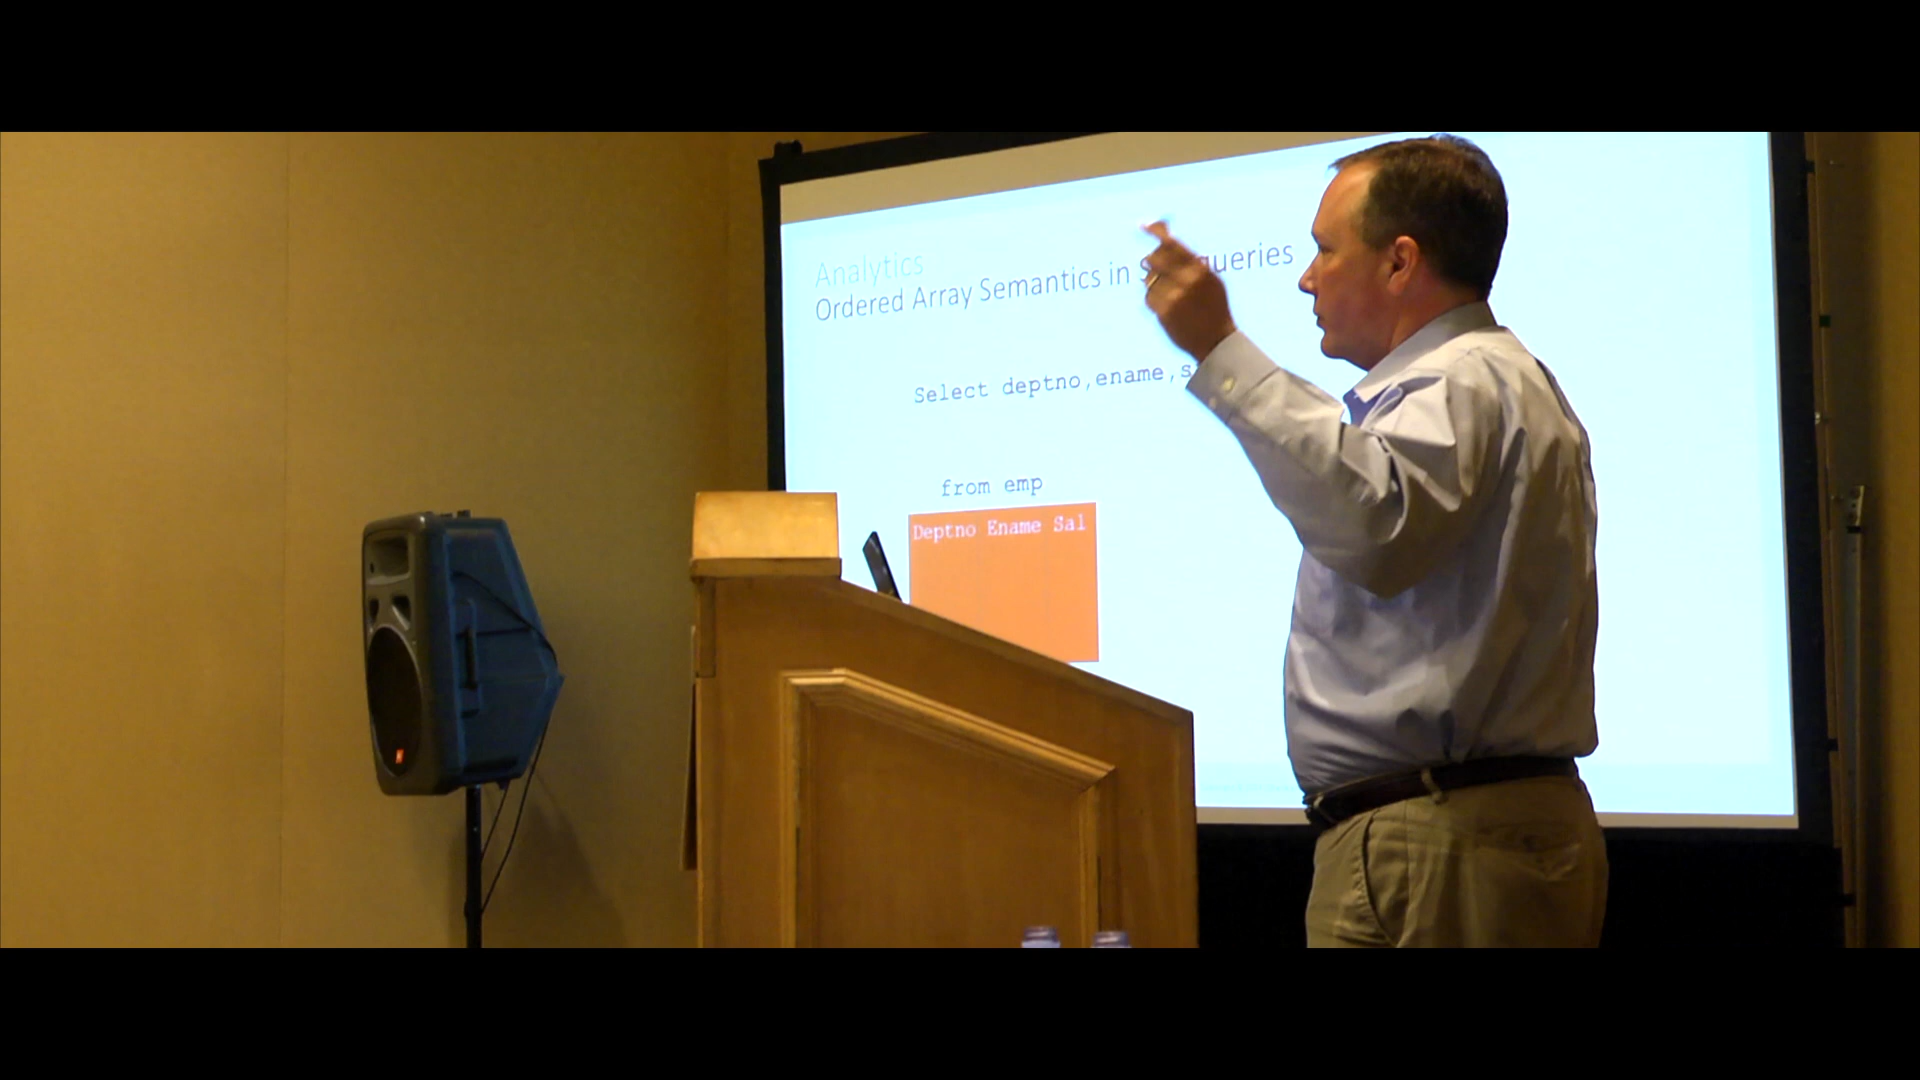 Analytics
Ordered Array Semantics in S queries
Select deptno,ename,s
from emp
Deptno Ename Sal